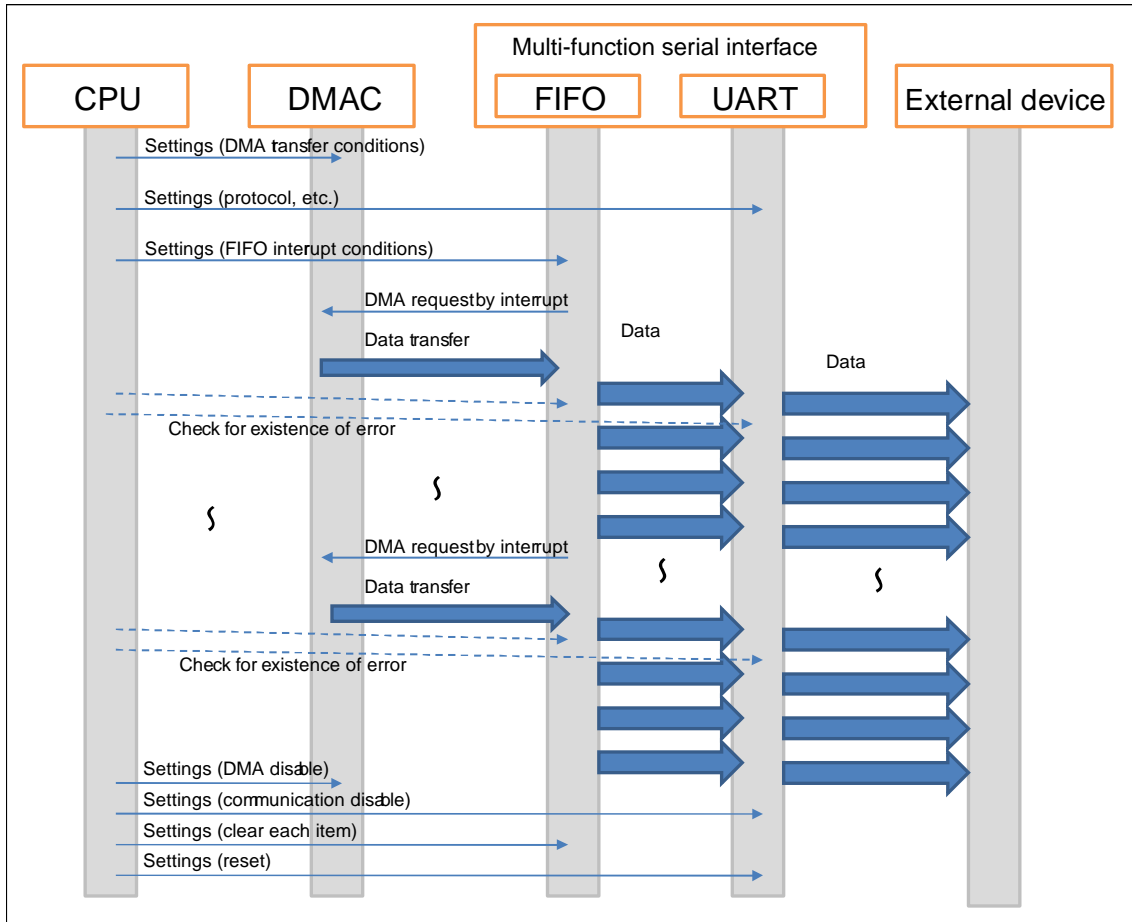 Multi-function serial interface
CPU
DMAC
FIFO
UART
External device
Settings (DMA transfer conditions)
Settings (protocol, etc.)
Settings (FIFO interrupt conditions)
DMA request by interrupt
Data transfer
Data
Data
Check for existence of error
DMA request by interrupt
Data transfer
Check for existence of error
Settings (DMA disable)
Settings (communication disable)
Settings (clear each item)
Settings (reset)